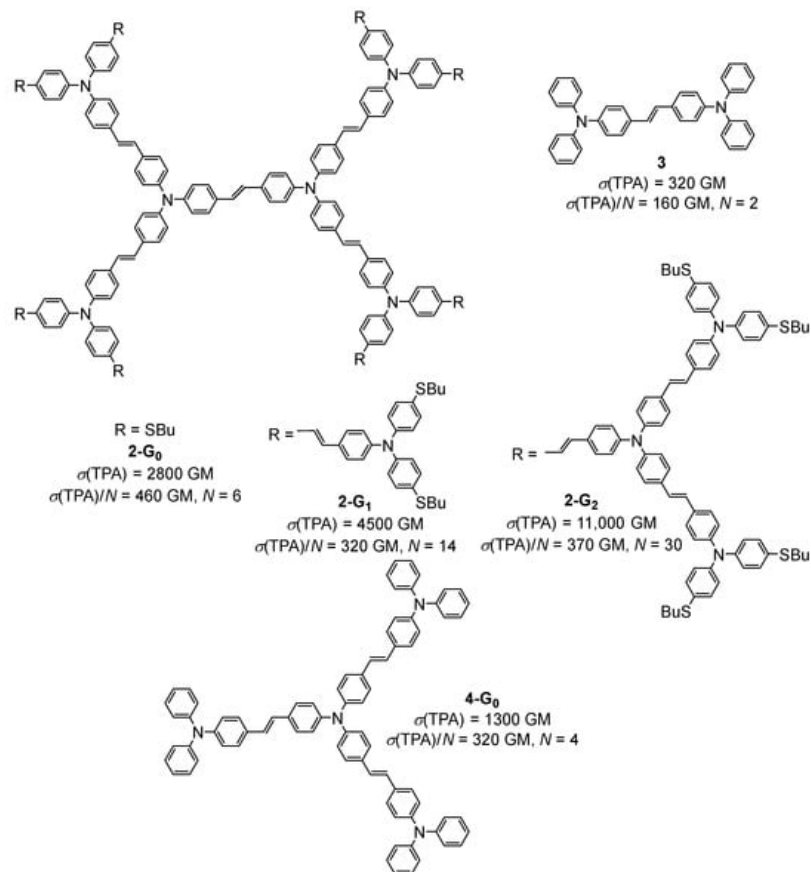 R
R
R
R
N
N
N
N
N
N
R
R
R
R
N
N
3
σ(TPA) = 320 GM
σ(TPA)/N = 160 GM, N = 2
R = SBu
2-G₀
σ(TPA) = 2800 GM
σ(TPA)/N = 460 GM, N = 6
SBu
R =
N
SBu
2-G₁
σ(TPA) = 4500 GM
σ(TPA)/N = 320 GM, N = 14
BuS
N
SBu
R =
N
2-G₂
σ(TPA) = 11,000 GM
σ(TPA)/N = 370 GM, N = 30
N
SBu
BuS
N
N
N
N
4-G₀
σ(TPA) = 1300 GM
σ(TPA)/N = 320 GM, N = 4